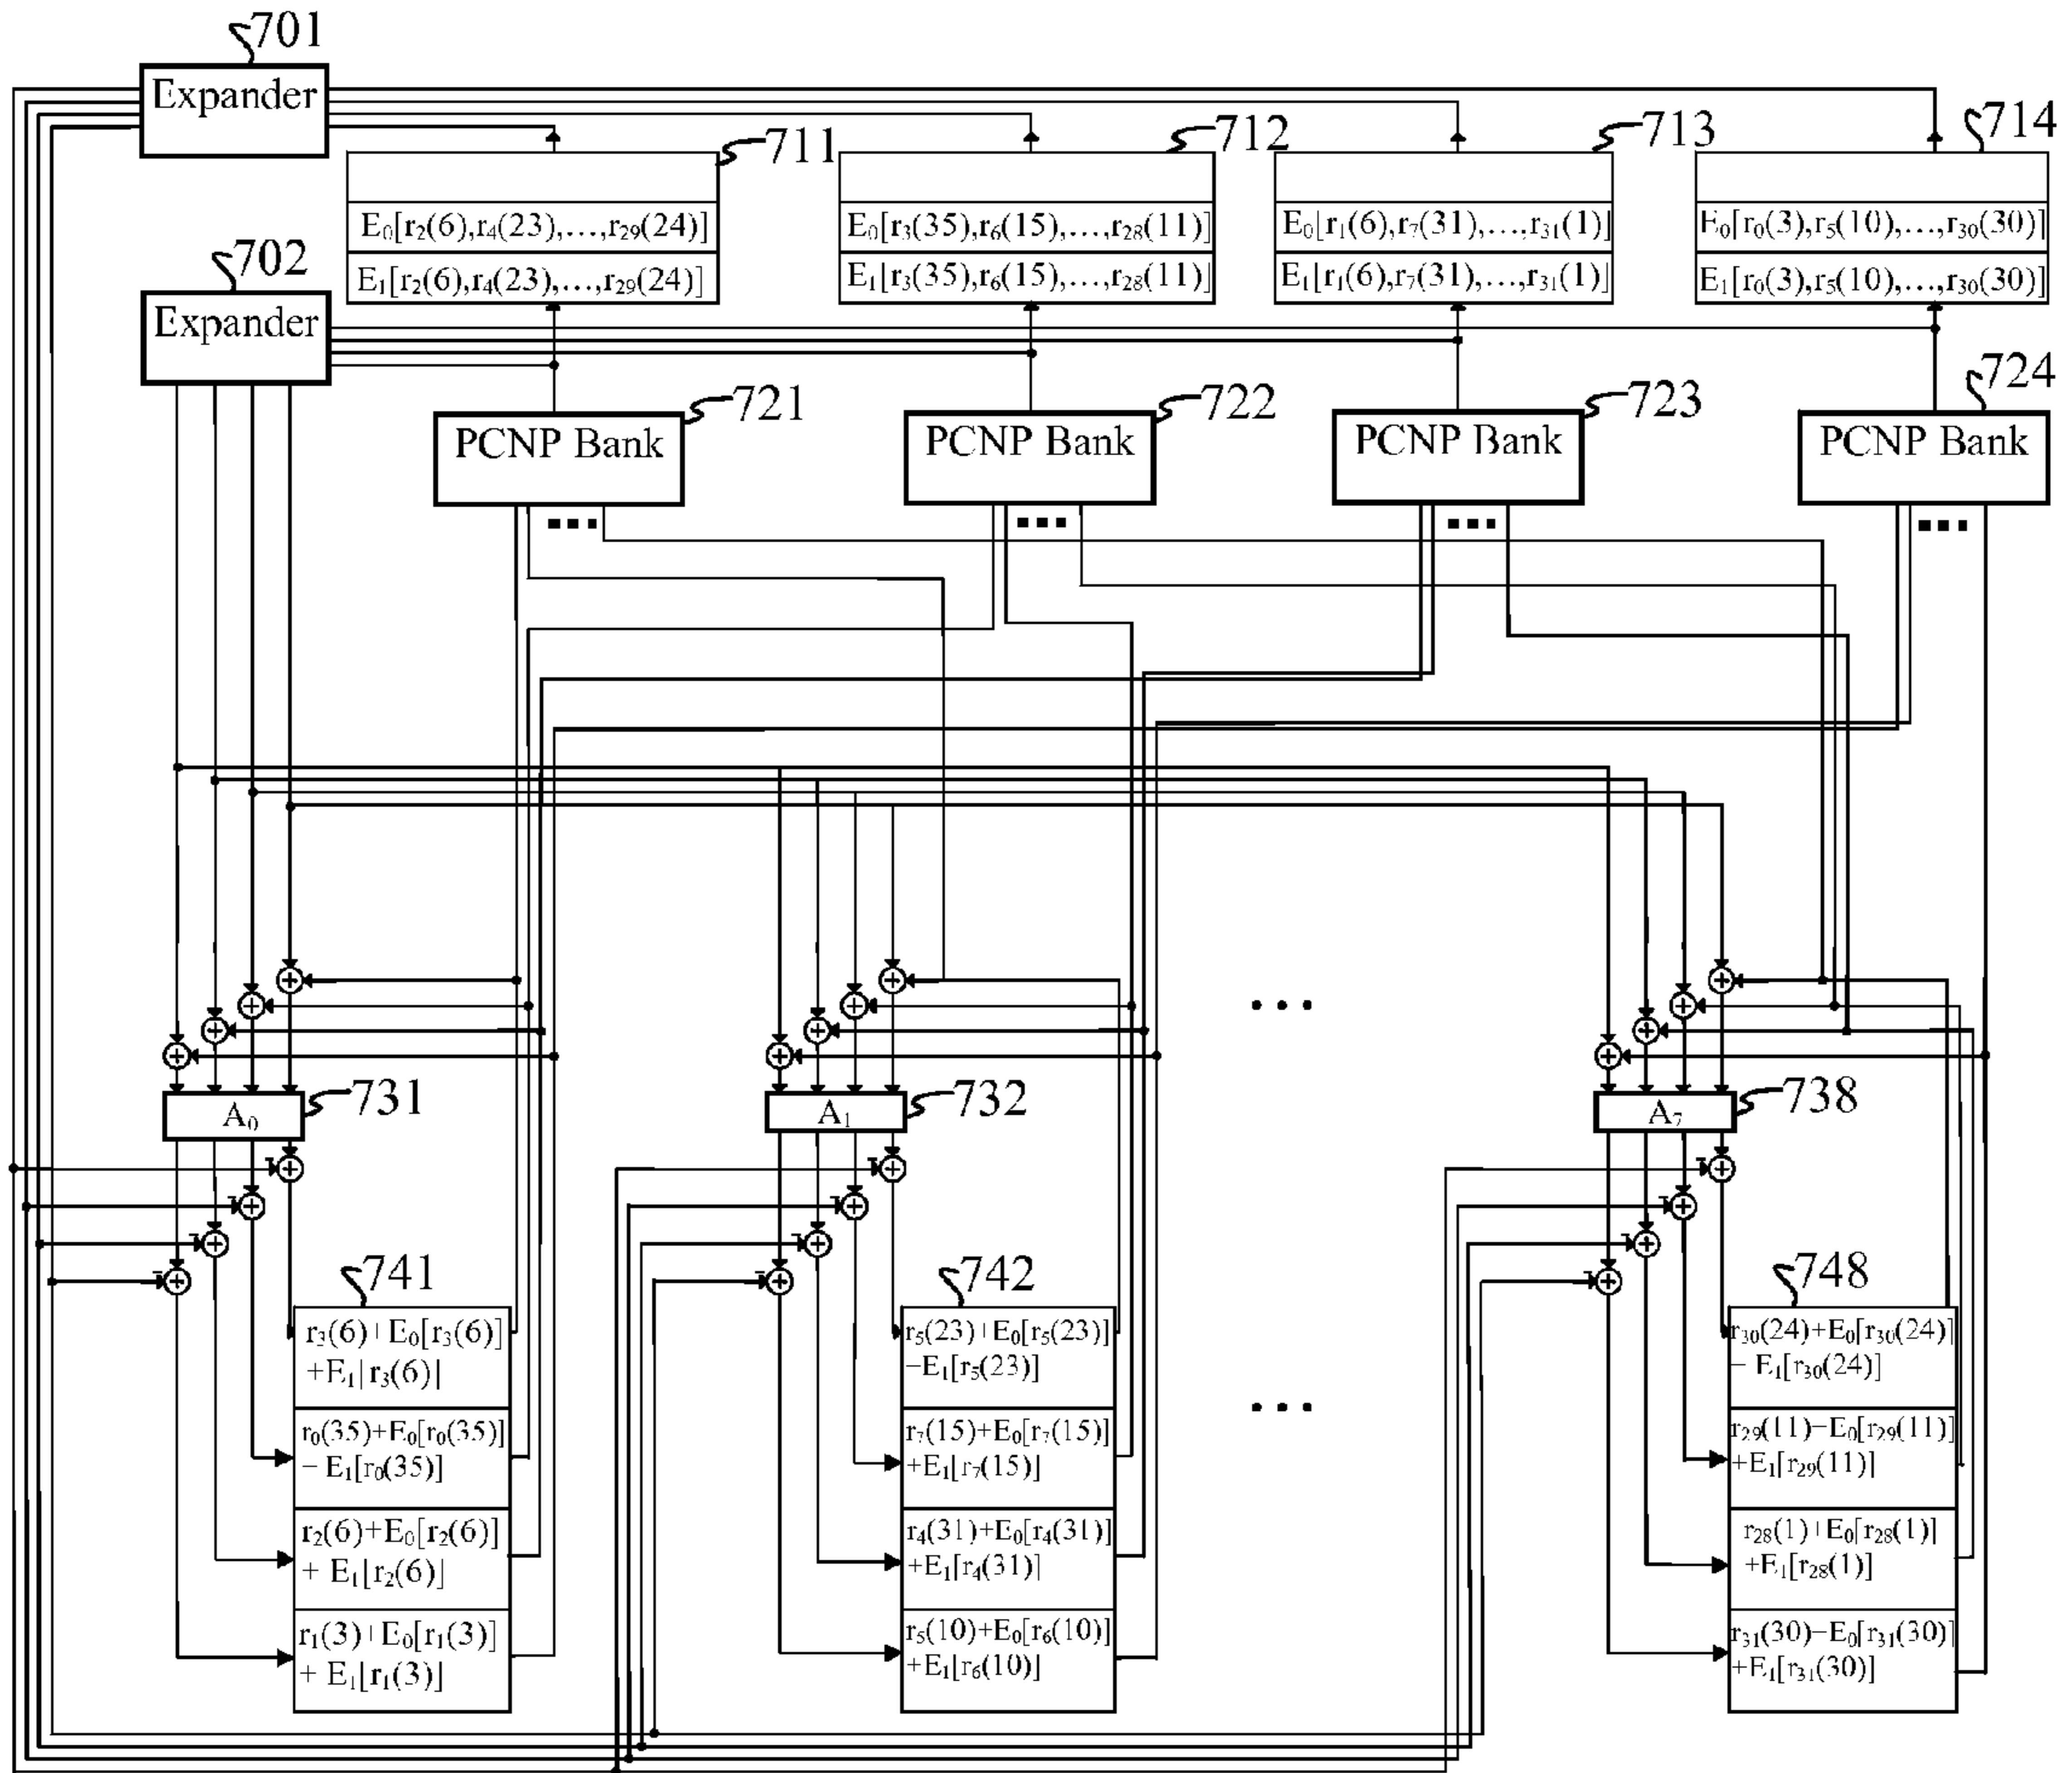 701
Expander
711
712
713
714
E₀[r₂(6),r₄(23),…,r₂₉(24)]
E₁[r₂(6),r₄(23),…,r₂₉(24)]
E₀[r₃(35),r₆(15),…,r₂₈(11)]
E₁[r₃(35),r₆(15),…,r₂₈(11)]
E₀[r₁(6),r₇(31),…,r₃₁(1)]
E₁[r₁(6),r₇(31),…,r₃₁(1)]
E₀[r₀(3),r₅(10),…,r₃₀(30)]
E₁[r₀(3),r₅(10),…,r₃₀(30)]
702
Expander
721
PCNP Bank
722
PCNP Bank
723
PCNP Bank
724
PCNP Bank
...
...
...
...
...
A₀
731
A₁
732
A₇
738
741
r₃(6)+E₀[r₃(6)]
+E₁[r₃(6)]
r₀(35)+E₀[r₀(35)]
− E₁[r₀(35)]
r₂(6)+E₀[r₂(6)]
+ E₁[r₂(6)]
r₁(3)+E₀[r₁(3)]
+ E₁[r₁(3)]
742
r₅(23)+E₀[r₅(23)]
−E₁[r₅(23)]
r₇(15)+E₀[r₇(15)]
+E₁[r₇(15)]
r₄(31)+E₀[r₄(31)]
+E₁[r₄(31)]
r₅(10)+E₀[r₆(10)]
+E₁[r₆(10)]
...
748
r₃₀(24)+E₀[r₃₀(24)]
− E₁[r₃₀(24)]
r₂₉(11)−E₀[r₂₉(11)]
+E₁[r₂₉(11)]
r₂₈(1)+E₀[r₂₈(1)]
+E₁[r₂₈(1)]
r₃₁(30)−E₀[r₃₁(30)]
+E₁[r₃₁(30)]